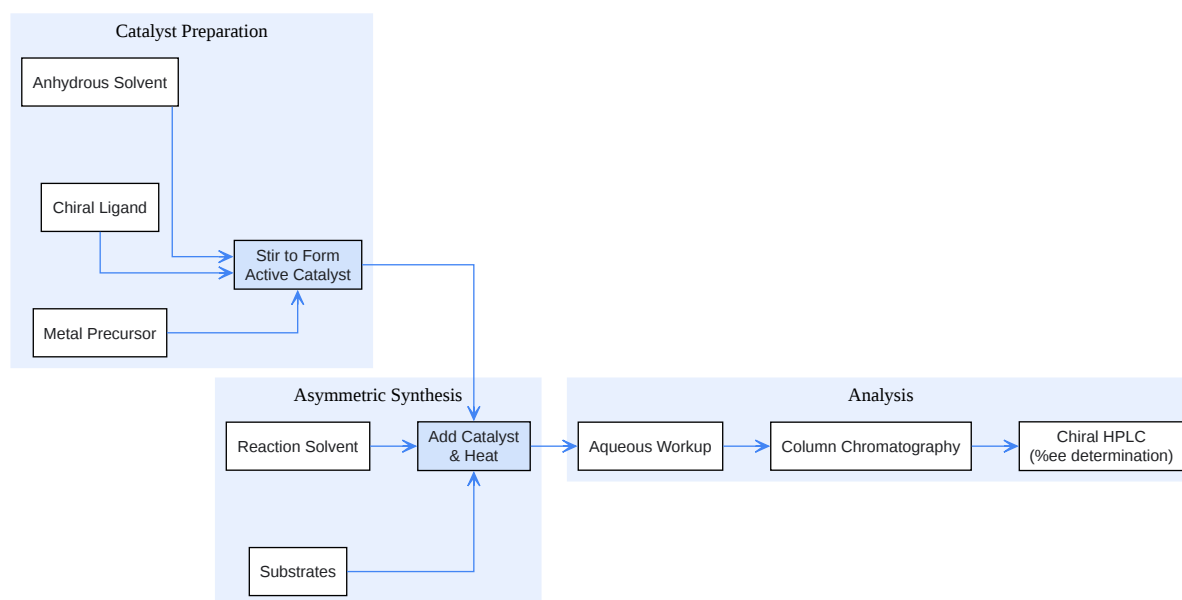 Catalyst Preparation
Anhydrous Solvent
Chiral Ligand
Stir to Form
Active Catalyst
Metal Precursor
Asymmetric Synthesis
Reaction Solvent
Add Catalyst
& Heat
Substrates
Analysis
Aqueous Workup
Column Chromatography
Chiral HPLC
(%ee determination)